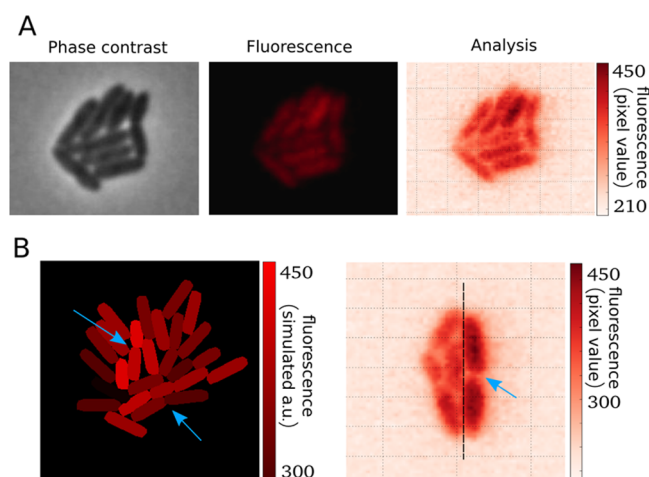 A
Phase contrast
Fluorescence
Analysis
450
fluorescence
(pixel value)
210
B
450
fluorescence
(simulated a.u.)
300
450
fluorescence
(pixel value)
300